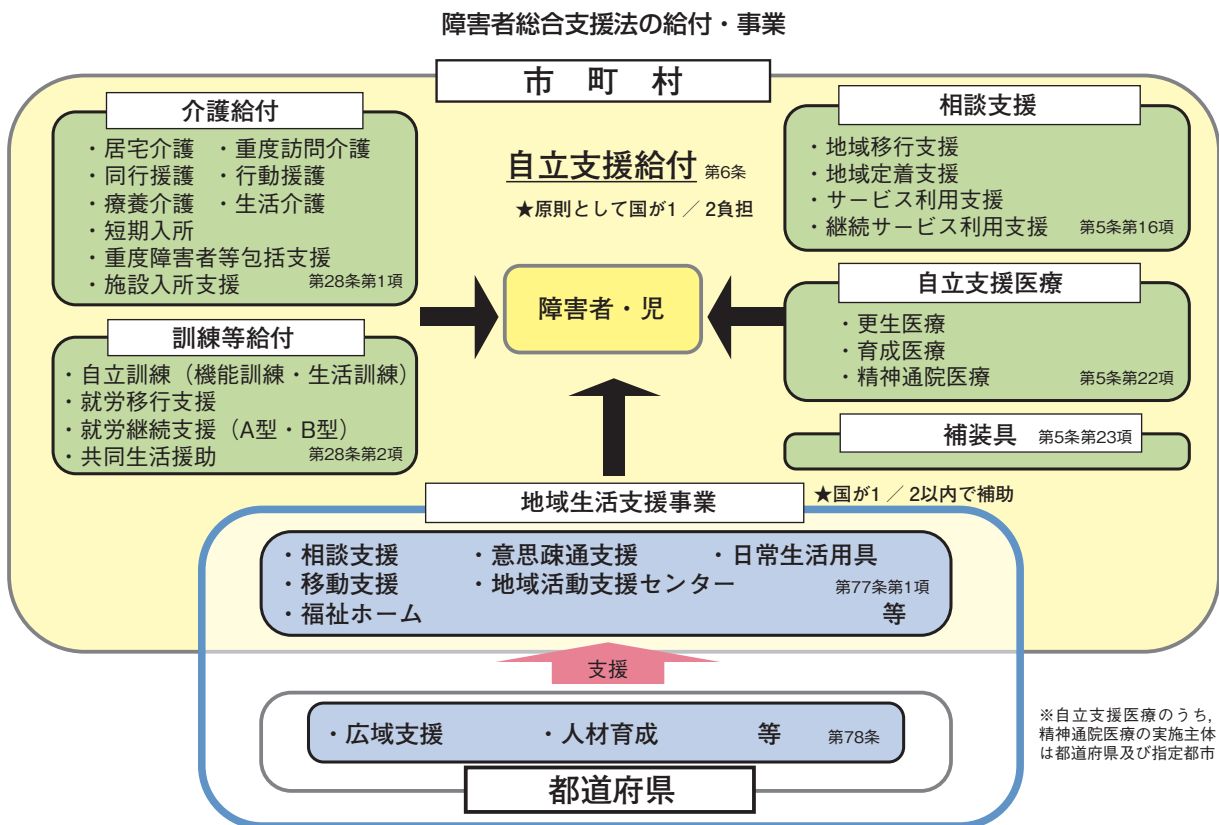 障害者総合支援法の給付・事業
市 町 村
介護給付
・居宅介護 ・重度訪問介護
・同行援護 ・行動援護
・療養介護 ・生活介護
・短期入所
・重度障害者等包括支援
・施設入所支援 第28条第1項
訓練等給付
・自立訓練(機能訓練・生活訓練)
・就労移行支援
・就労継続支援(A型・B型)
・共同生活援助 第28条第2項
自立支援給付 第6条
★原則として国が1/2負担
障害者・児
相談支援
・地域移行支援
・地域定着支援
・サービス利用支援
・継続サービス利用支援 第5条第16項
自立支援医療
・更生医療
・育成医療
・精神通院医療 第5条第22項
補装具 第5条第23項
地域生活支援事業
★国が1/2以内で補助
・相談支援 ・意思疎通支援 ・日常生活用具
・移動支援 ・地域活動支援センター 第77条第1項
・福祉ホーム 等
支援
・広域支援 ・人材育成 等 第78条
都道府県
※自立支援医療のうち,
精神通院医療の実施主体
は都道府県及び指定都市